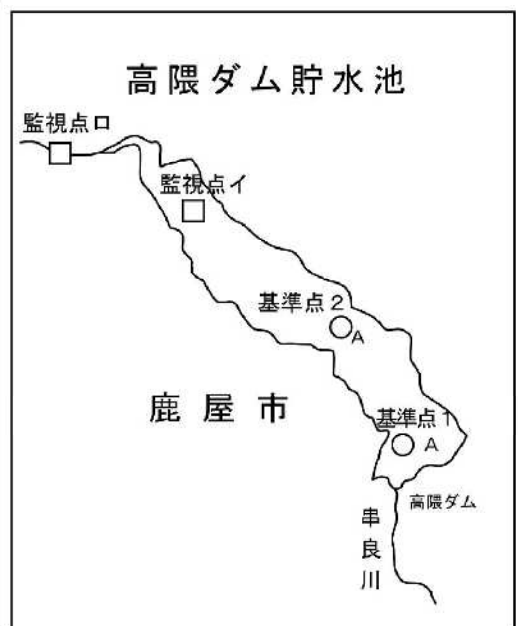 高隈ダム貯水池
監視点ロ
監視点イ
基準点2
A
鹿屋市
基準点1
A
高隈ダム
串良川